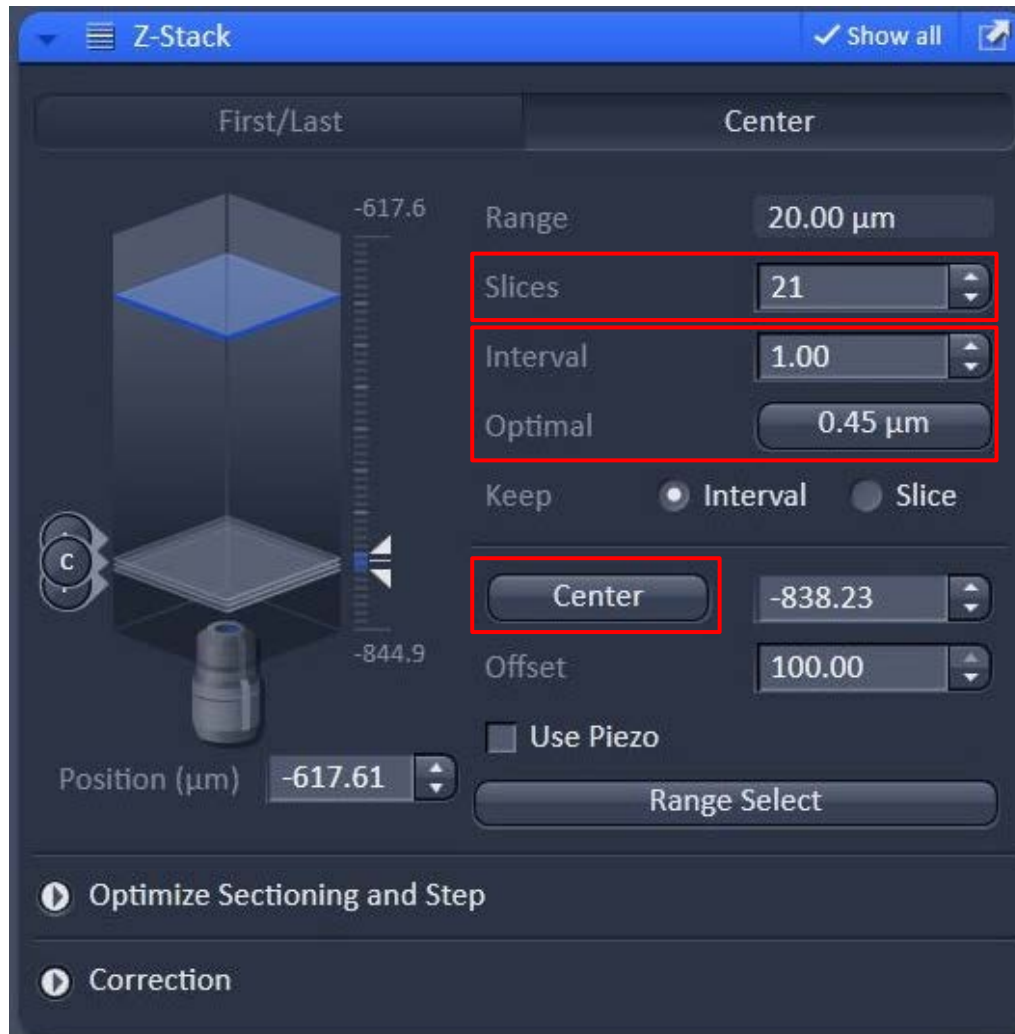 Z-Stack Show all
First/Last Center
-617.6
Range 20.00 µm
Slices 21
Interval 1.00
Optimal 0.45 µm
Keep Interval Slice
C
Center -838.23
-844.9
Offset 100.00
Use Piezo
Position (µm) -617.61
Range Select
Optimize Sectioning and Step
Correction